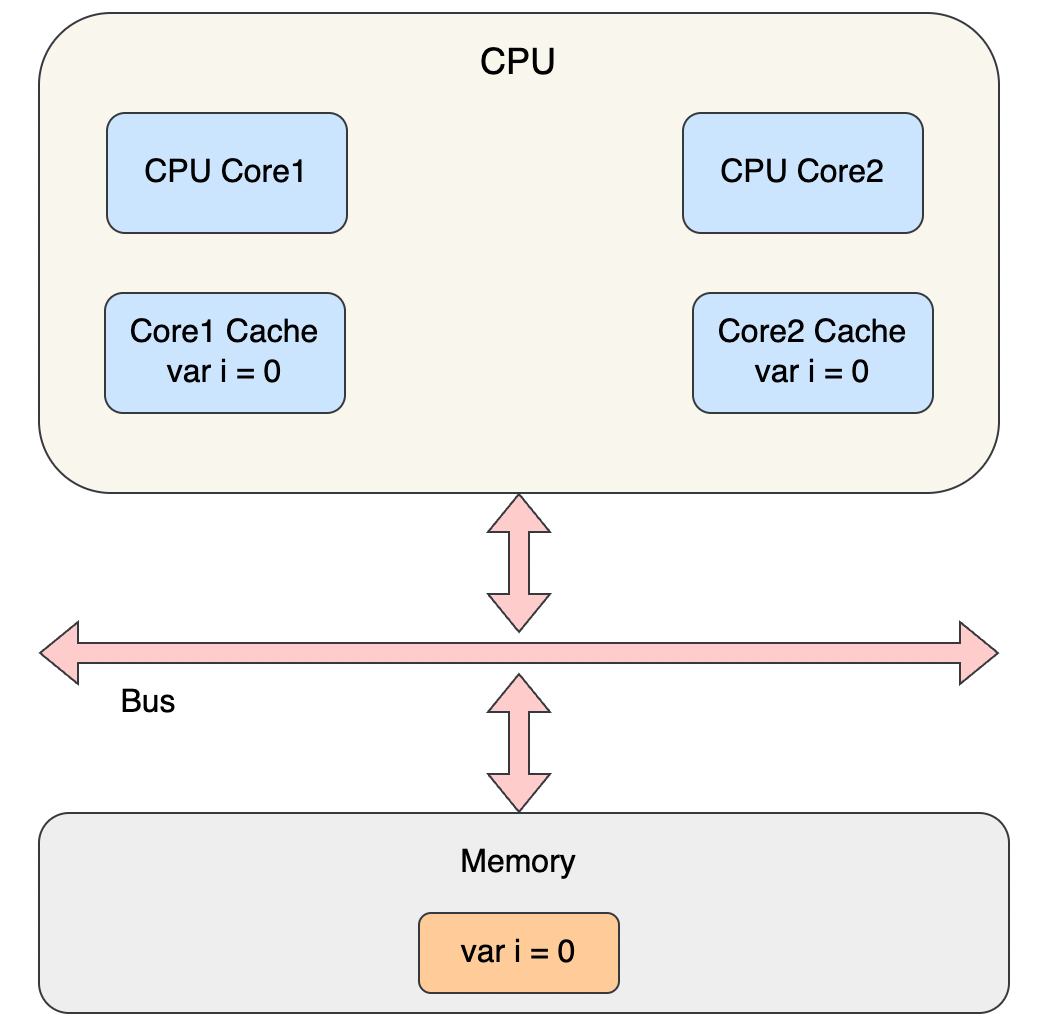 CPU
CPU Core1
CPU Core2
Core1 Cache
var i = 0
Core2 Cache
var i = 0
Bus
Memory
var i = 0